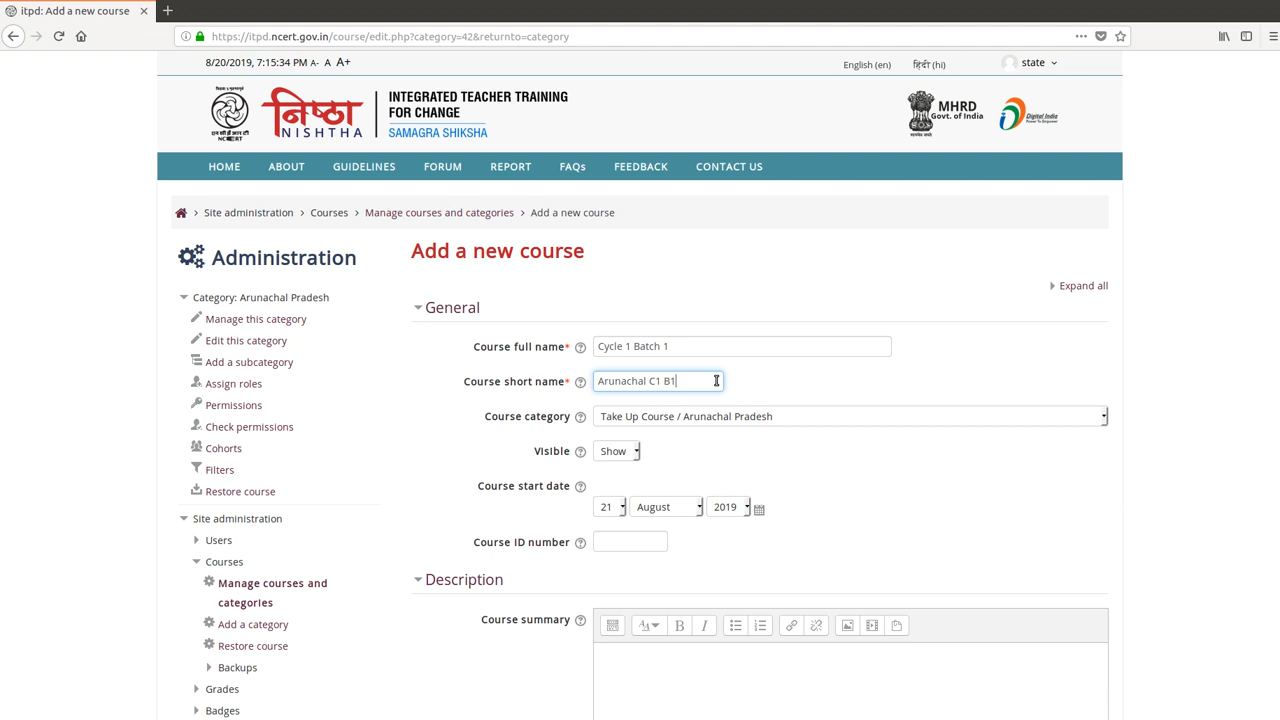 itpd: Add a new course
https://itpd.ncert.gov.in/course/edit.php?category=42&returnto=category
8/20/2019, 7:15:34 PM A- A A+
English (en) हिंदी (hi) state
निष्ठा
NISHTHA
INTEGRATED TEACHER TRAINING
FOR CHANGE
SAMAGRA SHIKSHA
NCERT
MHRD
Govt. of India
Digital India
Power To Empower
HOME ABOUT GUIDELINES FORUM REPORT FAQs FEEDBACK CONTACT US
Site administration Courses Manage courses and categories Add a new course
Administration
Category: Arunachal Pradesh
Manage this category
Edit this category
Add a subcategory
Assign roles
Permissions
Check permissions
Cohorts
Filters
Restore course
Site administration
Users
Courses
Manage courses and
categories
Add a category
Restore course
Backups
Grades
Badges
Add a new course
Expand all
General
Course full name* Cycle 1 Batch 1
Course short name* Arunachal C1 B1
Course category Take Up Course / Arunachal Pradesh
Visible Show
Course start date
21 August 2019
Course ID number
Description
Course summary